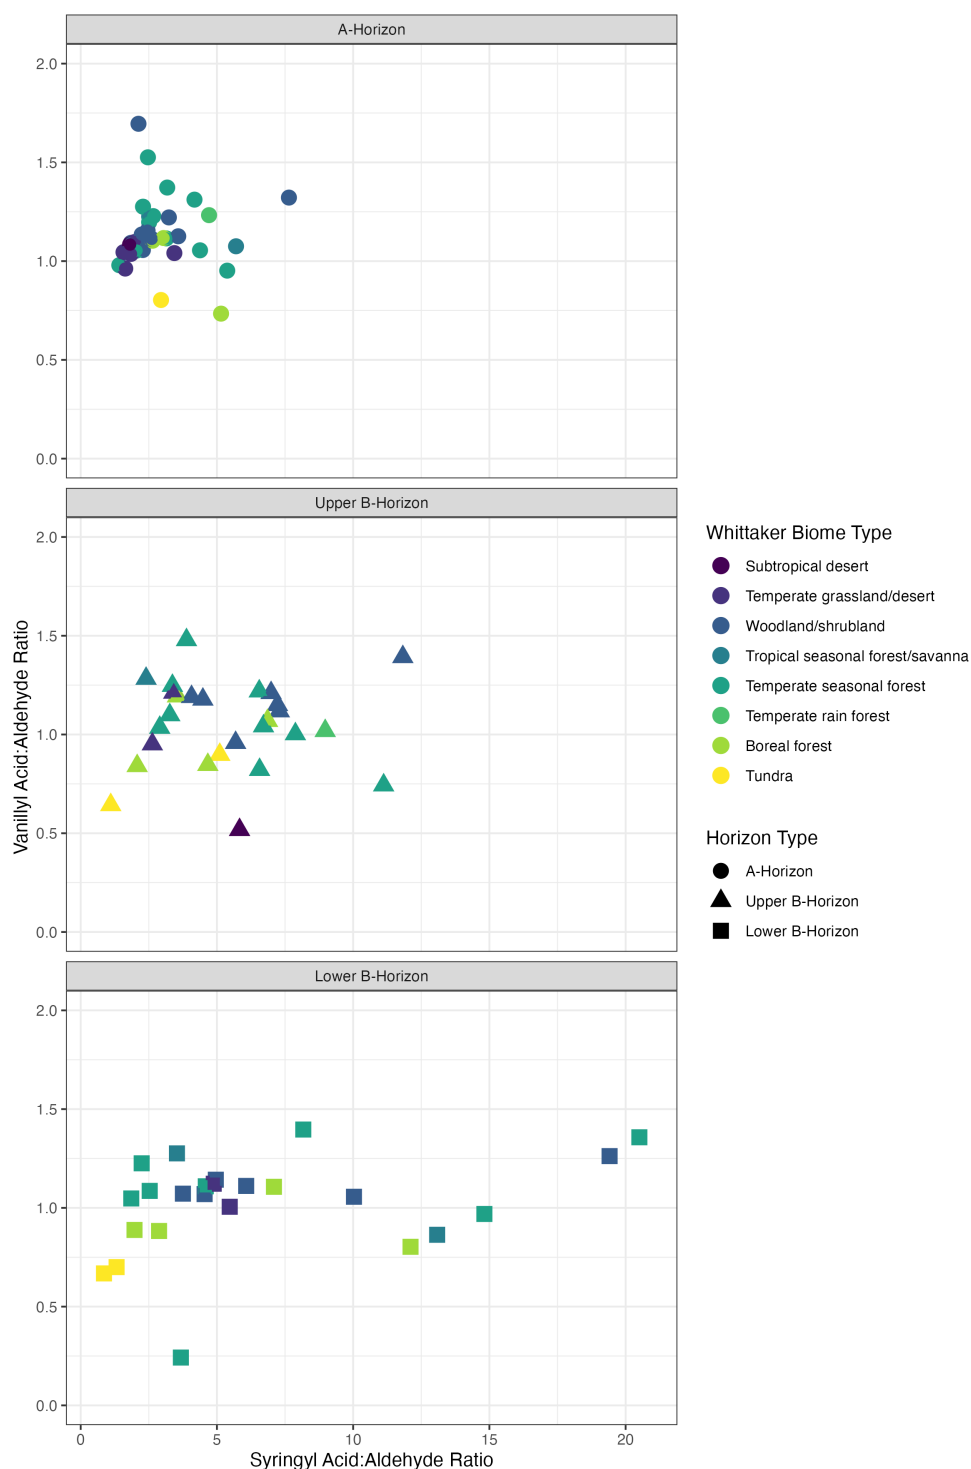 A-Horizon
2.0
1.5
1.0
0.5
0.0
Upper B-Horizon
2.0
1.5
1.0
0.5
0.0
Lower B-Horizon
2.0
1.5
1.0
0.5
0.0
0 5 10 15 20
Syringyl Acid:Aldehyde Ratio
Vanillyl Acid:Aldehyde Ratio
Whittaker Biome Type
Subtropical desert
Temperate grassland/desert
Woodland/shrubland
Tropical seasonal forest/savanna
Temperate seasonal forest
Temperate rain forest
Boreal forest
Tundra
Horizon Type
A-Horizon
Upper B-Horizon
Lower B-Horizon